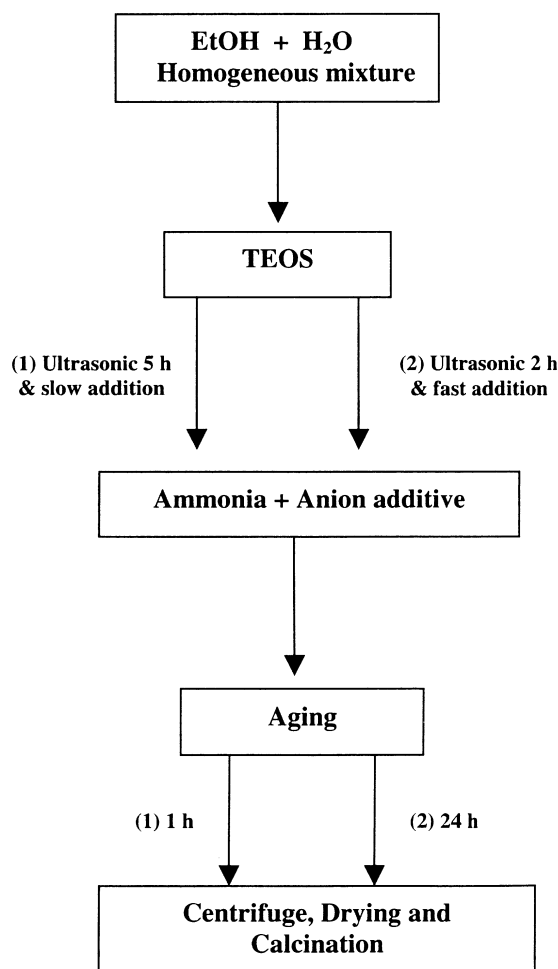 EtOH + H₂O
Homogeneous mixture
TEOS
(1) Ultrasonic 5 h
& slow addition
(2) Ultrasonic 2 h
& fast addition
Ammonia + Anion additive
Aging
(1) 1 h
(2) 24 h
Centrifuge, Drying and
Calcination